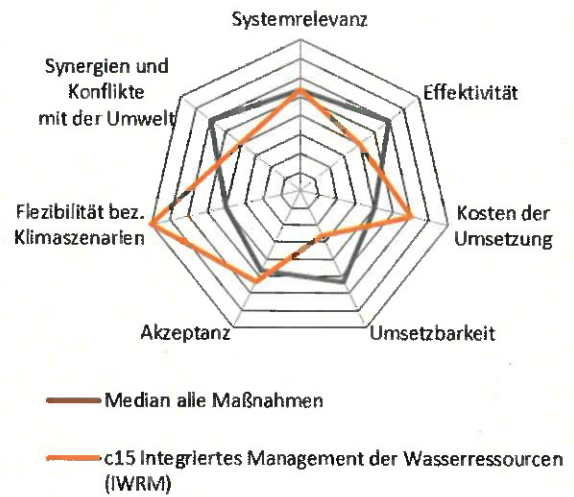 Systemrelevanz
Synergien und
Konflikte
mit der Umwelt
Effektivität
Flezibilität bez.
Klimaszenarien
Kosten der
Umsetzung
Akzeptanz
Umsetzbarkeit
Median alle Maßnahmen
c15 Integriertes Management der Wasserressourcen
(IWRM)